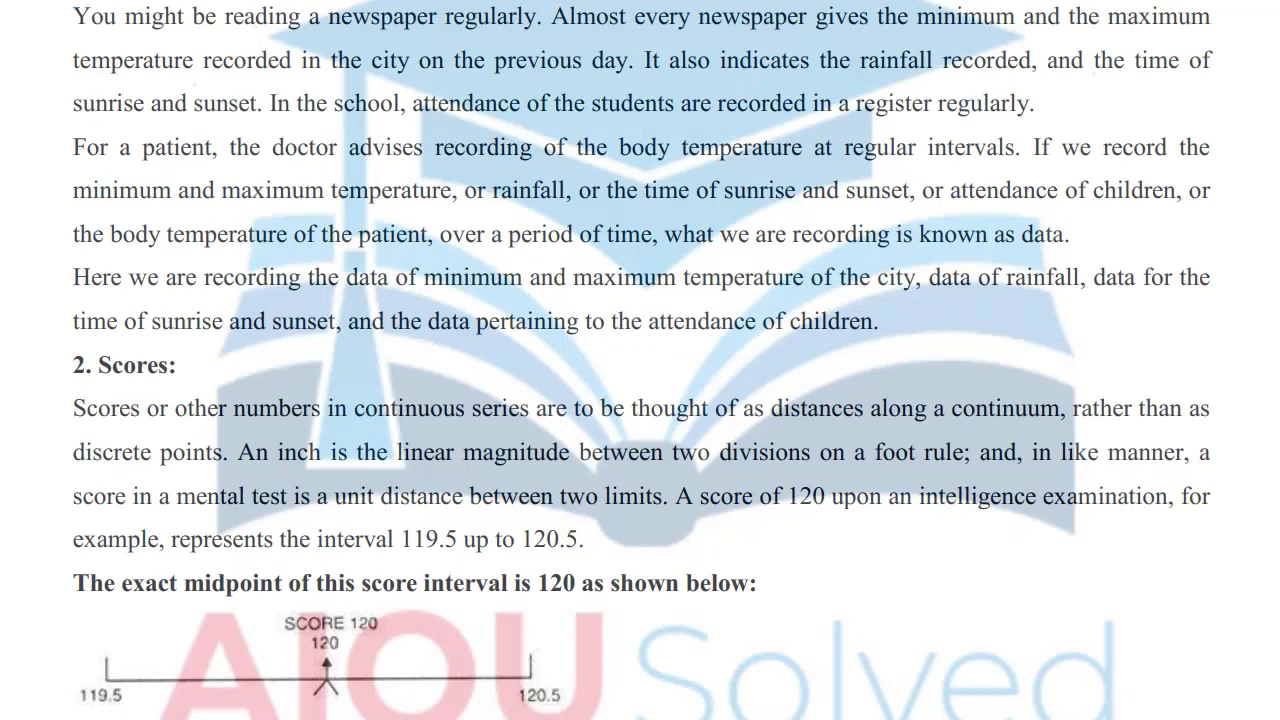 You might be reading a newspaper regularly. Almost every newspaper gives the minimum and the maximum
temperature recorded in the city on the previous day. It also indicates the rainfall recorded, and the time of
sunrise and sunset. In the school, attendance of the students are recorded in a register regularly.
For a patient, the doctor advises recording of the body temperature at regular intervals. If we record the
minimum and maximum temperature, or rainfall, or the time of sunrise and sunset, or attendance of children, or
the body temperature of the patient, over a period of time, what we are recording is known as data.
Here we are recording the data of minimum and maximum temperature of the city, data of rainfall, data for the
time of sunrise and sunset, and the data pertaining to the attendance of children.
2. Scores:
Scores or other numbers in continuous series are to be thought of as distances along a continuum, rather than as
discrete points. An inch is the linear magnitude between two divisions on a foot rule; and, in like manner, a
score in a mental test is a unit distance between two limits. A score of 120 upon an intelligence examination, for
example, represents the interval 119.5 up to 120.5.
The exact midpoint of this score interval is 120 as shown below:
SCORE 120
120
119.5 120.5
AIOU Solved